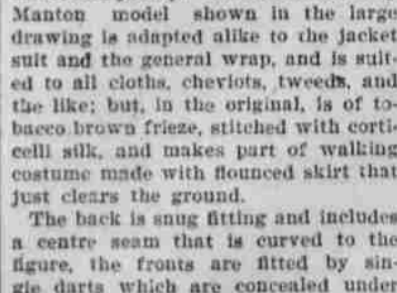 Manton model shown in the large
drawing is adapted alike to the jacket
suit and the general wrap, and is suit-
ed to all cloths, cheviots, tweeds, and
the like; but, in the original, is of to-
bacco brown frieze, stitched with corti-
celli silk, and makes part of walking
costume made with flounced skirt that
just clears the ground.
The back is snug fitting and includes
a centre seam that is curved to the
figure, the fronts are fitted by sin-
gle darts which are concealed under